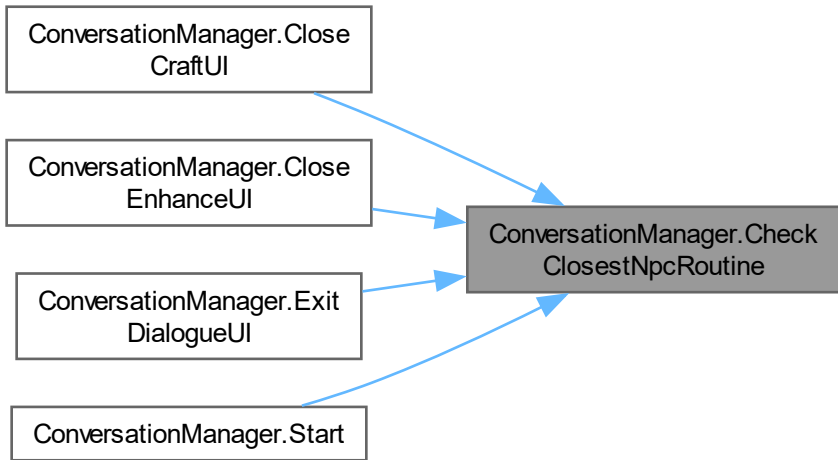 ConversationManager.Close
CraftUI
ConversationManager.Close
EnhanceUI
ConversationManager.Check
ClosestNpcRoutine
ConversationManager.Exit
DialogueUI
ConversationManager.Start